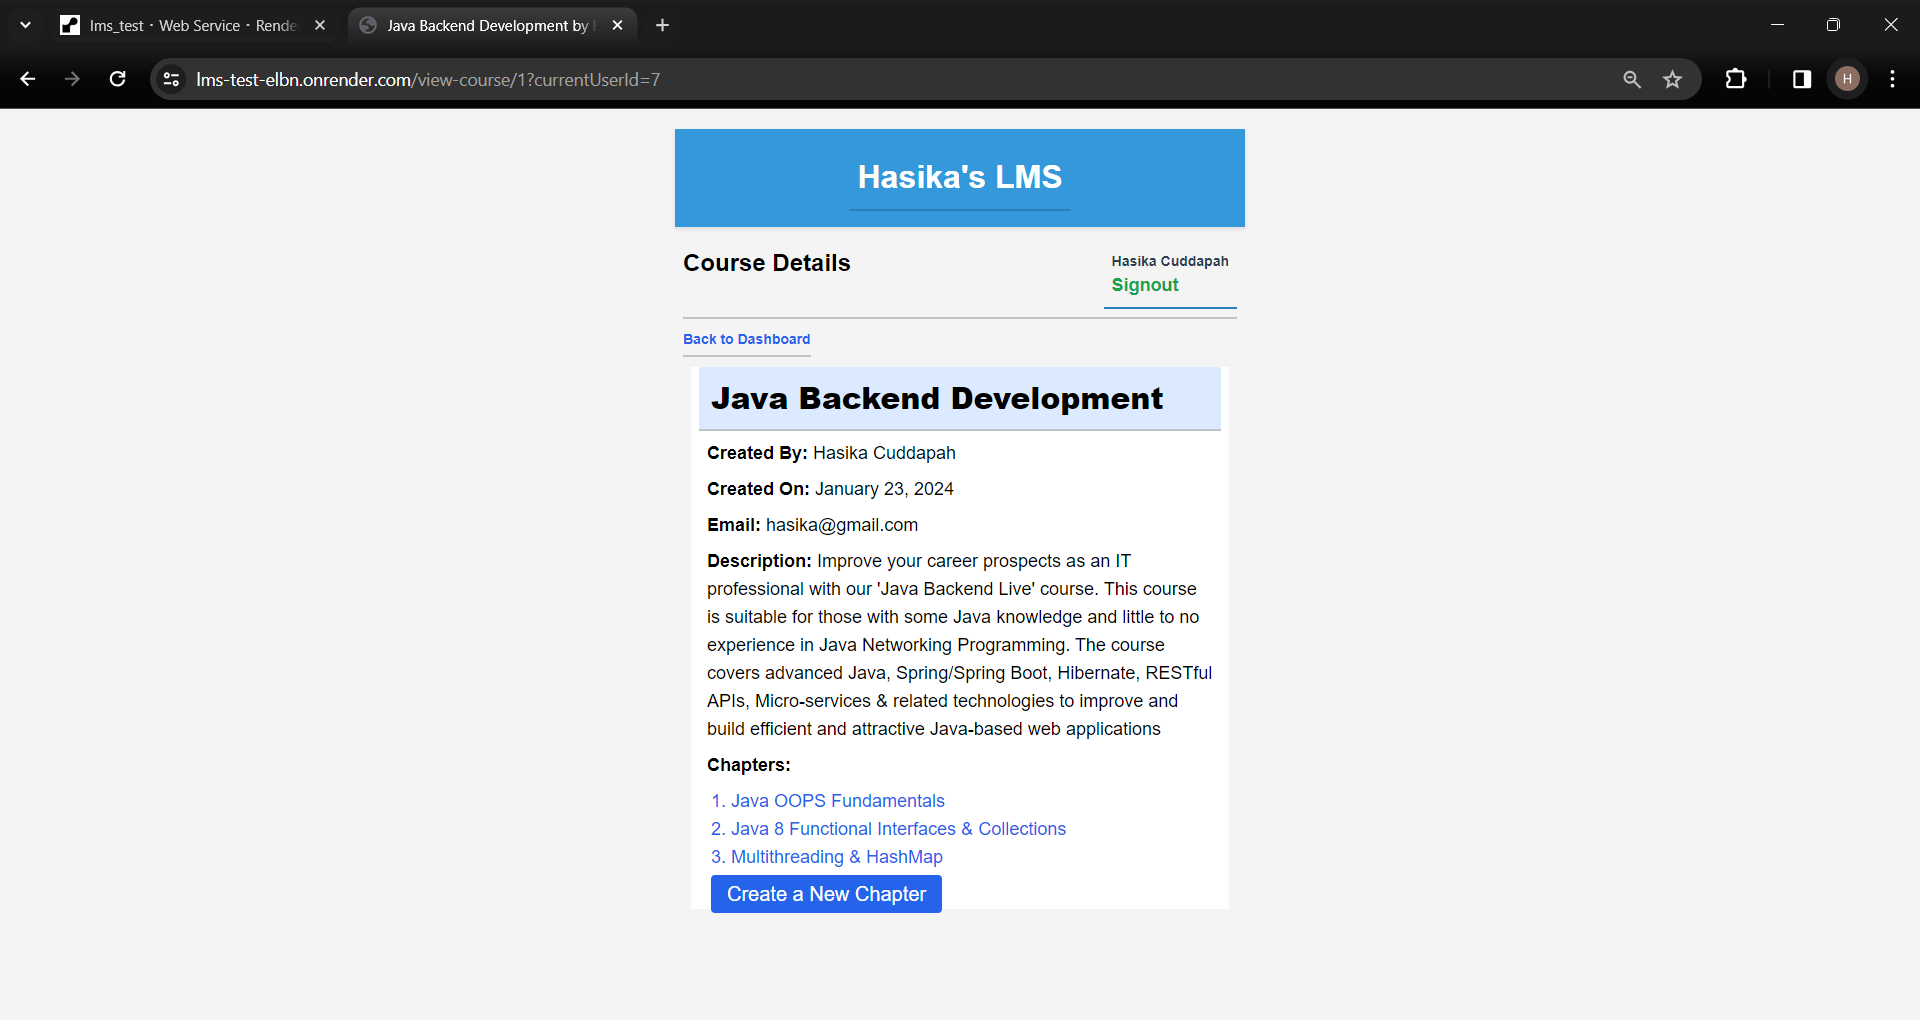 lms_test · Web Service · Rende
Java Backend Development by
lms-test-elbn.onrender.com/view-course/1?currentUserId=7
H
Hasika's LMS
Course Details
Hasika Cuddapah
Signout
Back to Dashboard
Java Backend Development
Created By: Hasika Cuddapah
Created On: January 23, 2024
Email: hasika@gmail.com
Description: Improve your career prospects as an IT
professional with our 'Java Backend Live' course. This course
is suitable for those with some Java knowledge and little to no
experience in Java Networking Programming. The course
covers advanced Java, Spring/Spring Boot, Hibernate, RESTful
APIs, Micro-services & related technologies to improve and
build efficient and attractive Java-based web applications
Chapters:
1. Java OOPS Fundamentals
2. Java 8 Functional Interfaces & Collections
3. Multithreading & HashMap
Create a New Chapter